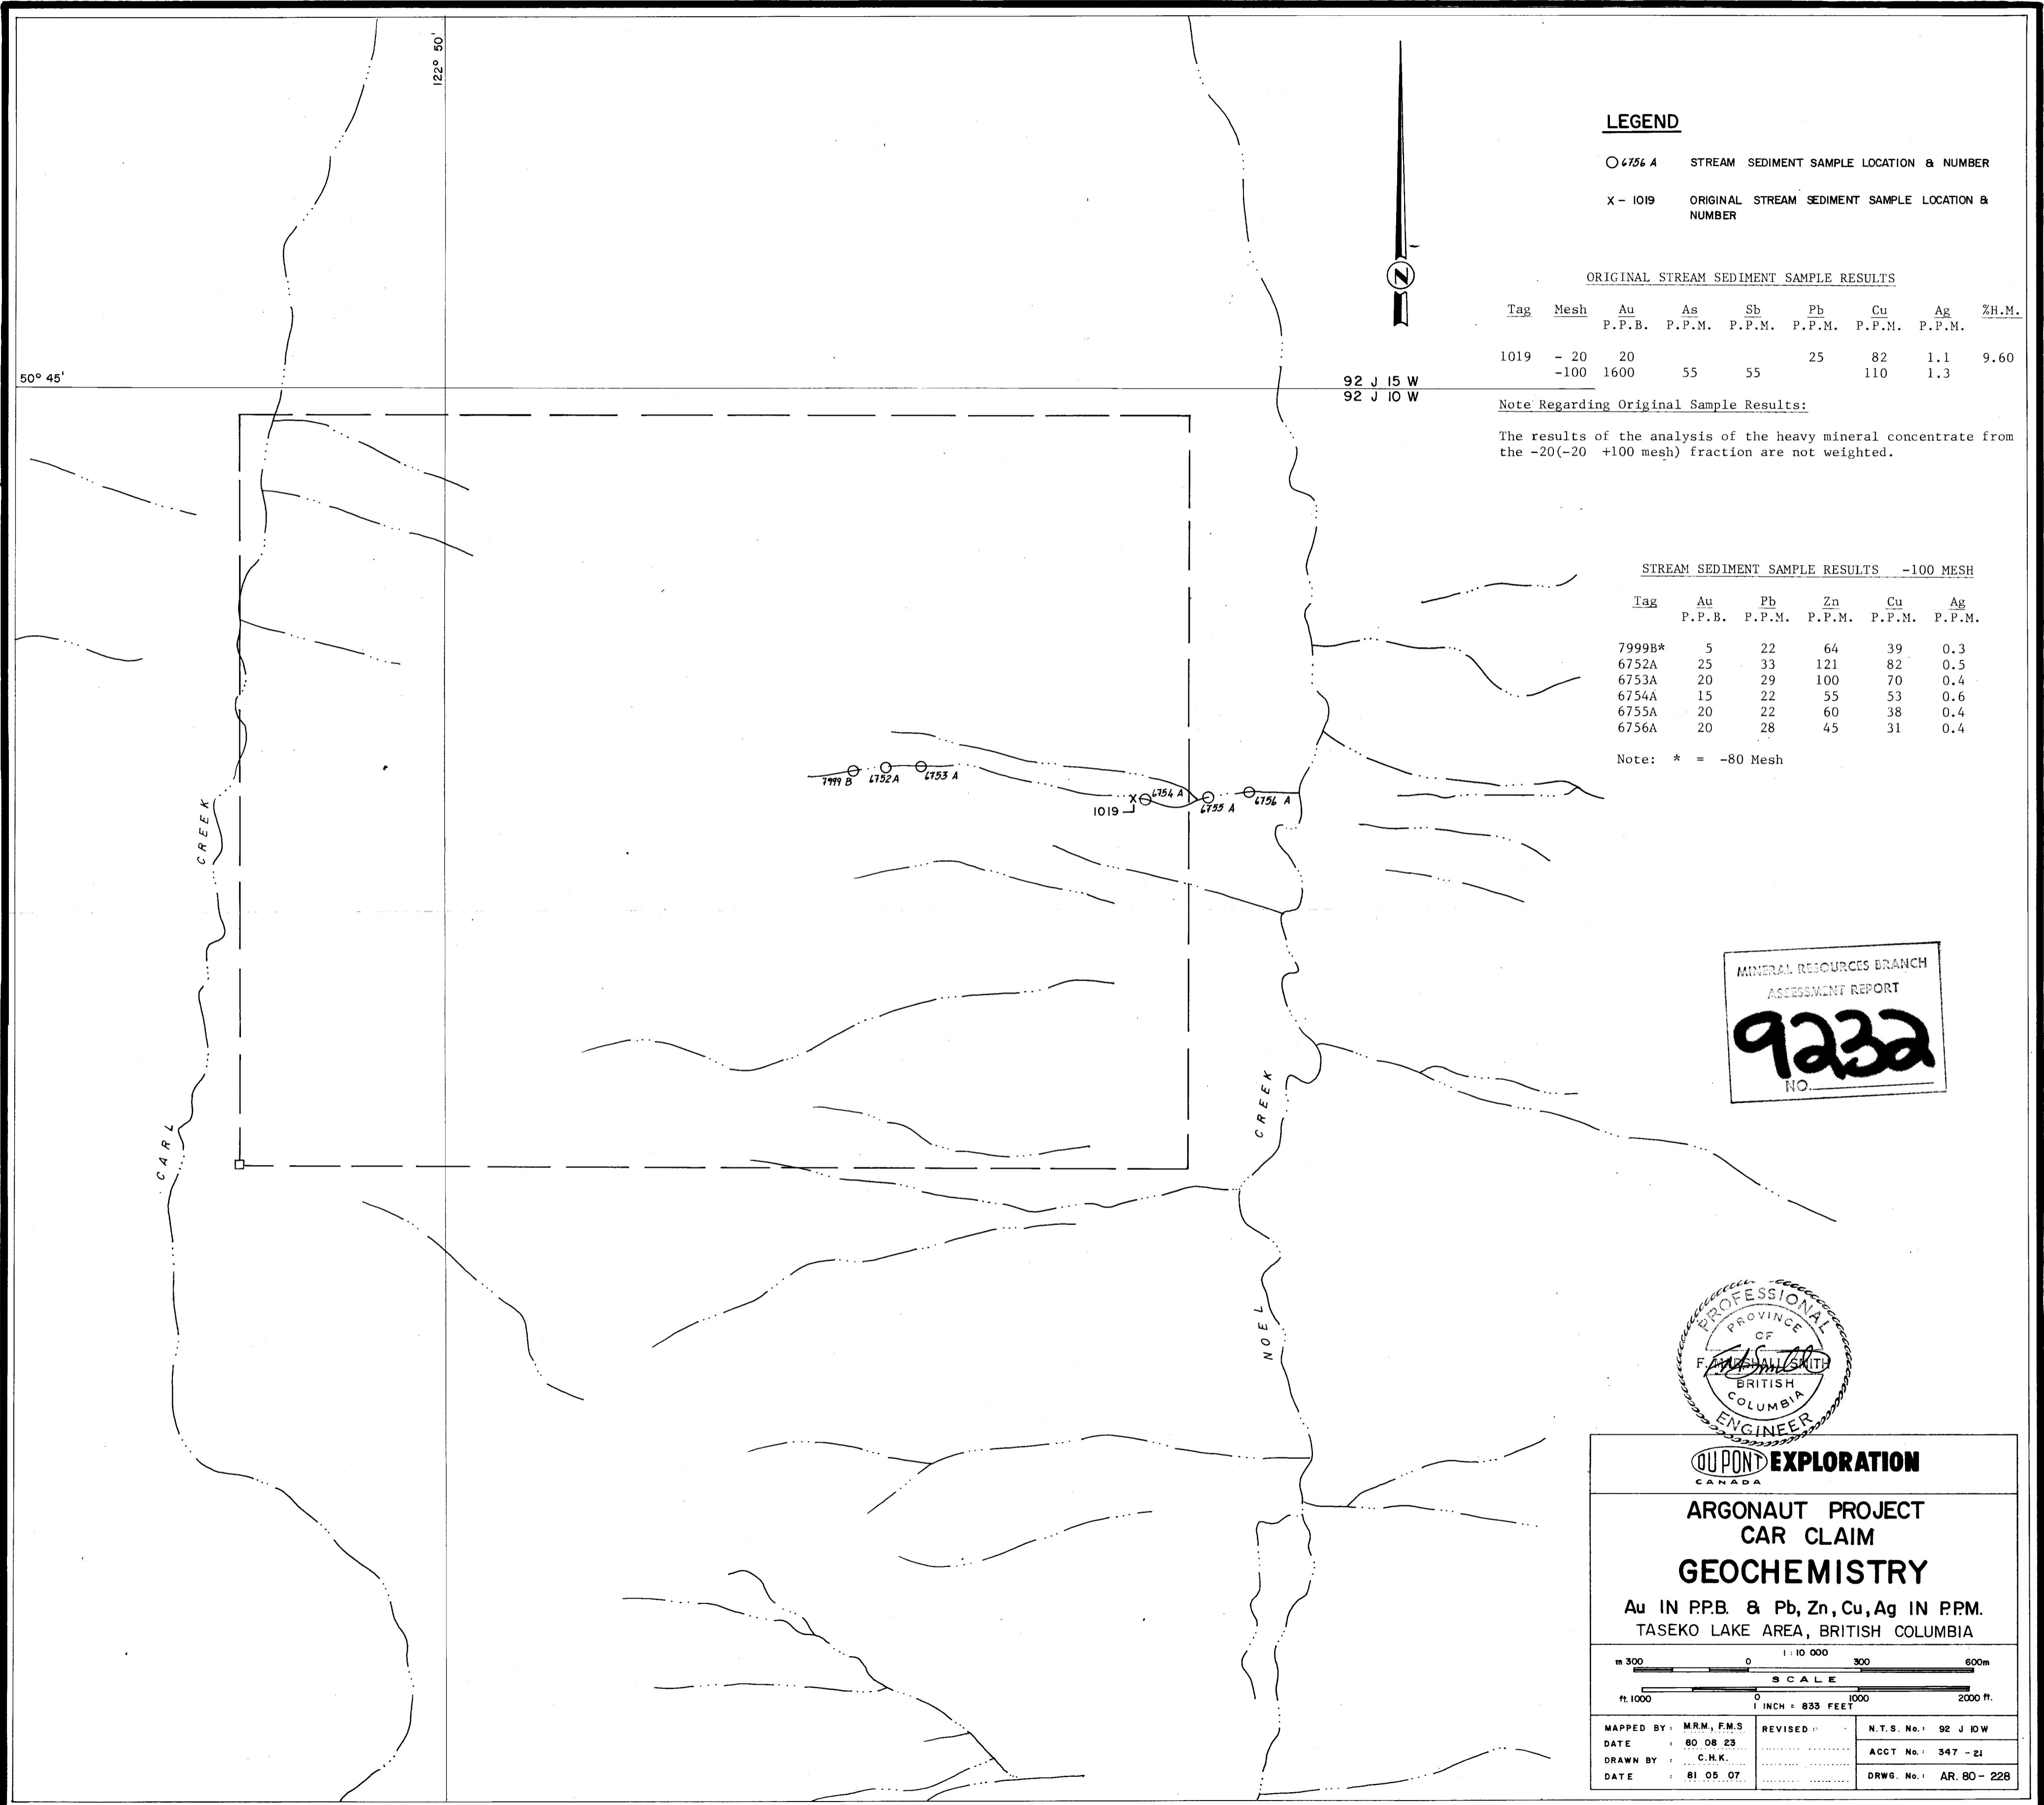 122° 50'
50° 45'
92 J 15 W
92 J 10 W
LEGEND
6756 A STREAM SEDIMENT SAMPLE LOCATION & NUMBER
X - 1019 ORIGINAL STREAM SEDIMENT SAMPLE LOCATION &
NUMBER
N
ORIGINAL STREAM SEDIMENT SAMPLE RESULTS
Tag Mesh Au As Sb Pb Cu Ag %H.M.
P.P.B. P.P.M. P.P.M. P.P.M. P.P.M. P.P.M.
1019 - 20 20 25 82 1.1 9.60
-100 1600 55 55 110 1.3
Note Regarding Original Sample Results:
The results of the analysis of the heavy mineral concentrate from
the -20(-20 +100 mesh) fraction are not weighted.
STREAM SEDIMENT SAMPLE RESULTS -100 MESH
Tag Au Pb Zn Cu Ag
P.P.B. P.P.M. P.P.M. P.P.M. P.P.M.
7999B* 5 22 64 39 0.3
6752A 25 33 121 82 0.5
6753A 20 29 100 70 0.4
6754A 15 22 55 53 0.6
6755A 20 22 60 38 0.4
6756A 20 28 45 31 0.4
Note: * = -80 Mesh
7999 B
6752A
6753 A
X
1019
6754 A
6755 A
6756 A
CARL CREEK
NOEL CREEK
MINERAL RESOURCES BRANCH
ASSESSMENT REPORT
9232
NO.
PROFESSIONAL
PROVINCE
OF
F. MARSHALL SMITH
BRITISH
COLUMBIA
ENGINEER
DU PONT EXPLORATION
CANADA
ARGONAUT PROJECT
CAR CLAIM
GEOCHEMISTRY
Au IN P.P.B. & Pb, Zn, Cu, Ag IN P.P.M.
TASEKO LAKE AREA, BRITISH COLUMBIA
1 : 10 000
m 300 0 300 600m
SCALE
ft. 1000 0 1000 2000 ft.
1 INCH = 833 FEET
MAPPED BY : M.R.M., F.M.S
DATE : 80 08 23
DRAWN BY : C.H.K.
DATE : 81 05 07
REVISED :
N.T.S. No. : 92 J 10 W
ACCT No. : 347 - 21
DRWG. No. : AR. 80 - 228